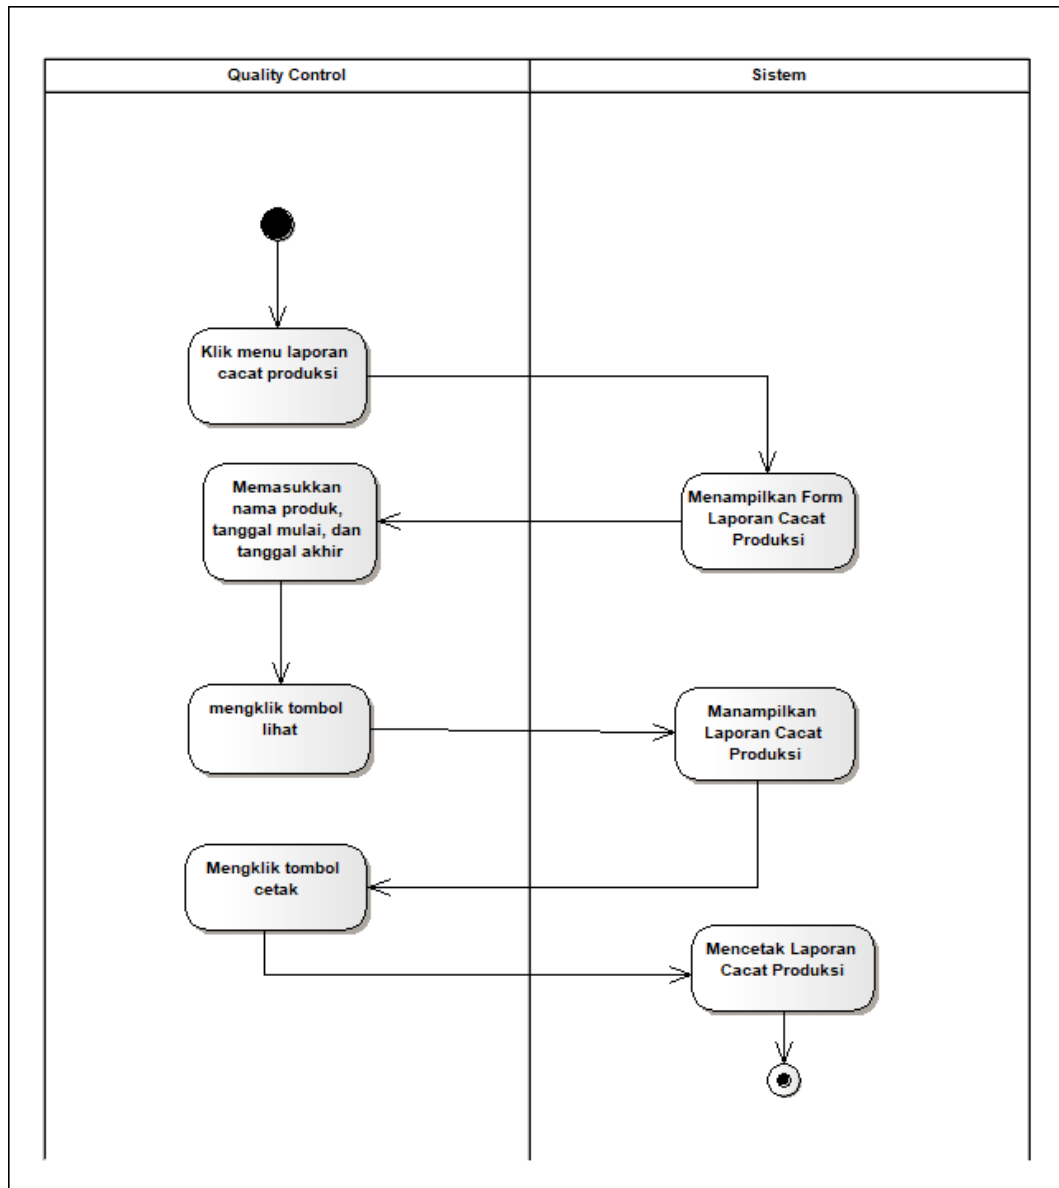 Quality Control
Sistem
Klik menu laporan
cacat produksi
Memasukkan
nama produk,
tanggal mulai, dan
tanggal akhir
Menampilkan Form
Laporan Cacat
Produksi
mengklik tombol
lihat
Manampilkan
Laporan Cacat
Produksi
Mengklik tombol
cetak
Mencetak Laporan
Cacat Produksi